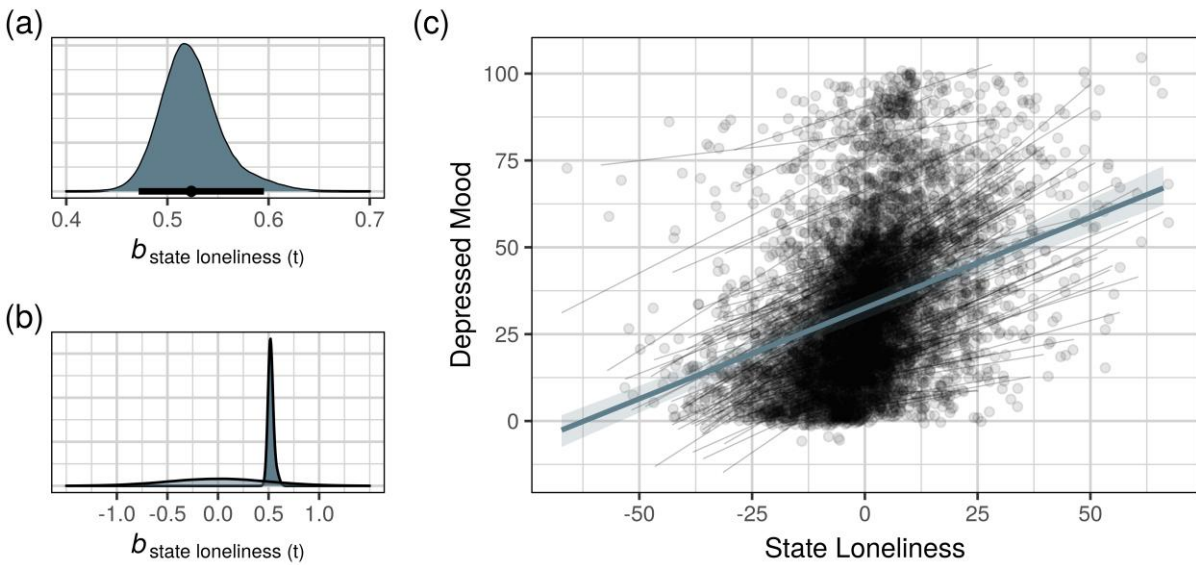 (a)
0.4 0.5 0.6 0.7
b state loneliness (t)
(b)
-1.0 -0.5 0.0 0.5 1.0
b state loneliness (t)
(c)
Depressed Mood
100
75
50
25
0
-50 -25 0 25 50
State Loneliness